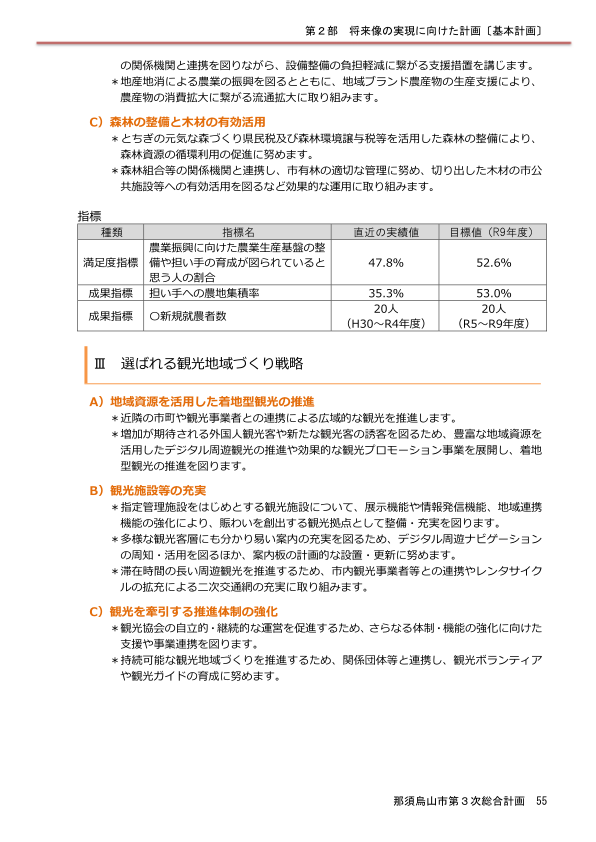 第２部　将来像の実現に向けた計画〔基本計画〕
の関係機関と連携を図りながら、設備整備の負担軽減に繋がる支援措置を講じます。
＊地産地消による農業の振興を図るとともに、地域ブランド農産物の生産支援により、
農産物の消費拡大に繋がる流通拡大に取り組みます。
C）森林の整備と木材の有効活用
＊とちぎの元気な森づくり県民税及び森林環境譲与税等を活用した森林の整備により、
森林資源の循環利用の促進に努めます。
＊森林組合等の関係機関と連携し、市有林の適切な管理に努め、切り出した木材の市公
共施設等への有効活用を図るなど効果的な運用に取り組みます。
指標
種類　指標名　直近の実績値　目標値（R9年度）
農業振興に向けた農業生産基盤の整
満足度指標　備や担い手の育成が図られていると　47.8%　52.6%
思う人の割合
成果指標　担い手への農地集積率　35.3%　53.0%
成果指標　〇新規就農者数　20人　20人
（H30～R4年度）　（R5～R9年度）
Ⅲ　選ばれる観光地域づくり戦略
A）地域資源を活用した着地型観光の推進
＊近隣の市町や観光事業者との連携による広域的な観光を推進します。
＊増加が期待される外国人観光客や新たな観光客の誘客を図るため、豊富な地域資源を
活用したデジタル周遊観光の推進や効果的な観光プロモーション事業を展開し、着地
型観光の推進を図ります。
B）観光施設等の充実
＊指定管理施設をはじめとする観光施設について、展示機能や情報発信機能、地域連携
機能の強化により、賑わいを創出する観光拠点として整備・充実を図ります。
＊多様な観光客層にも分かり易い案内の充実を図るため、デジタル周遊ナビゲーション
の周知・活用を図るほか、案内板の計画的な設置・更新に努めます。
＊滞在時間の長い周遊観光を推進するため、市内観光事業者等との連携やレンタサイク
ルの拡充による二次交通網の充実に取り組みます。
C）観光を牽引する推進体制の強化
＊観光協会の自立的・継続的な運営を促進するため、さらなる体制・機能の強化に向けた
支援や事業連携を図ります。
＊持続可能な観光地域づくりを推進するため、関係団体等と連携し、観光ボランティア
や観光ガイドの育成に努めます。
那須烏山市第３次総合計画　55